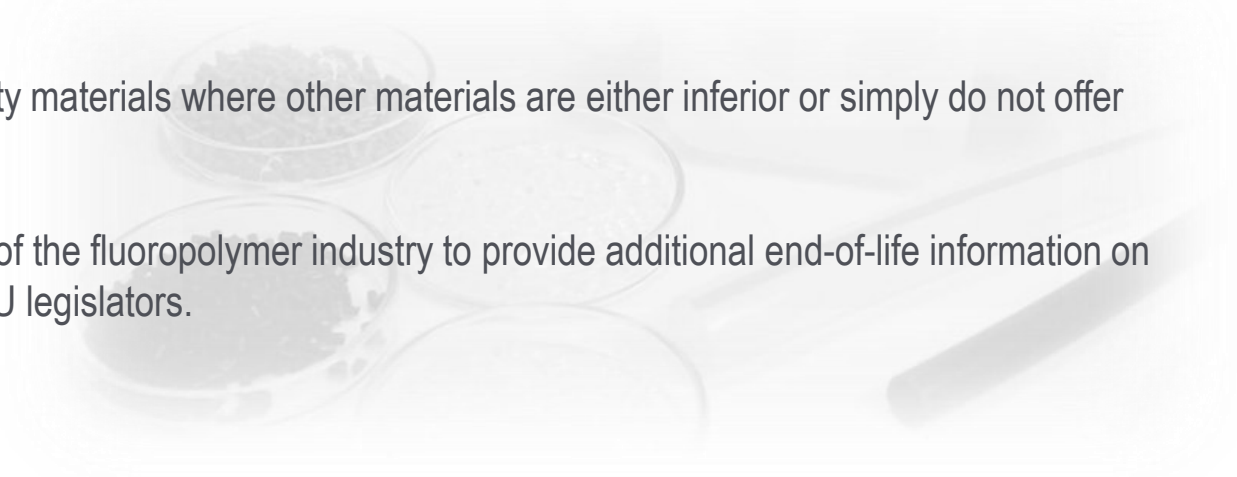 ty materials where other materials are either inferior or simply do not offer
of the fluoropolymer industry to provide additional end-of-life information on
U legislators.